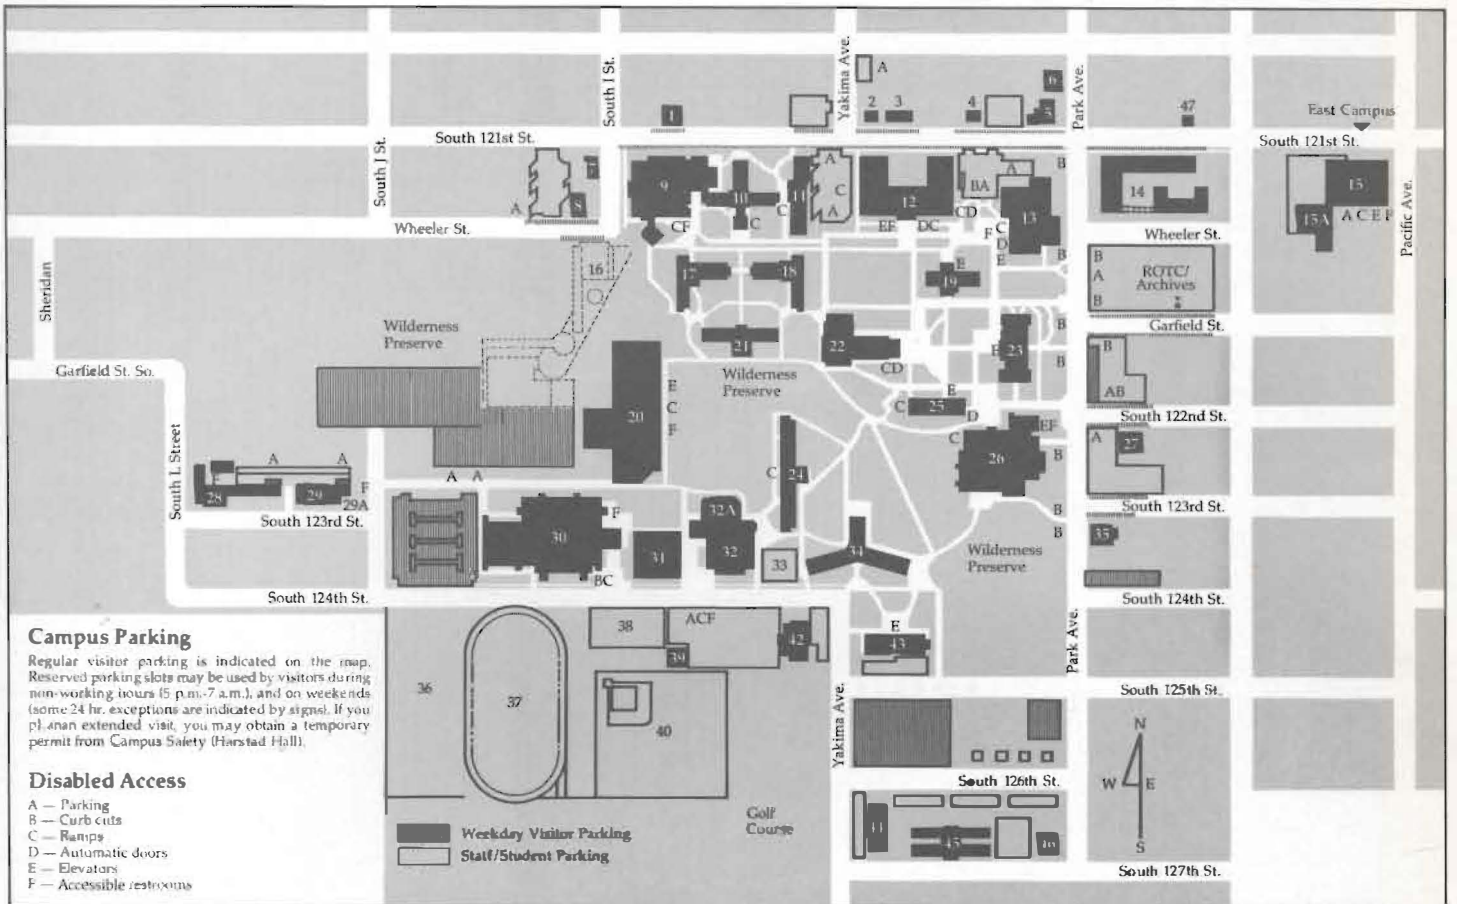 Yakima Ave.
A
6
Park Ave.
South I St.
2 3
4
5
47
East Campus
1
South 121st St.
South 121st St.
South J St.
9
10
11
A
C
A
12
BA
A
13
B
14
15
15A
A C E F
Pacific Ave.
A
8
Wheeler St.
CF
C
C
EF
DC
CD
F
C
D
E
Wheeler St.
Sheridan
16
17
18
E
19
B
B
A
B
ROTC/
Archives
Garfield St.
Wilderness
Preserve
21
22
CD
E
23
B
B
B
AB
Garfield St. So.
Wilderness
Preserve
20
E
C
F
E
C
25
D
South 122nd St.
South L Street
A
A
A A
C
24
C
26
EF
B
A
27
28
29
F
29A
South 123rd St.
South 123rd St.
30
F
31
32A
32
33
34
B
B
35
Wilderness
Preserve
BC
South 124th St.
South 124th St.
Campus Parking
Regular visitor parking is indicated on the map.
Reserved parking slots may be used by visitors during
non-working hours (5 p.m.-7 a.m.), and on weekends
(some 24 hr. exceptions are indicated by signs). If you
pl anan extended visit, you may obtain a temporary
permit from Campus Safety (Harstad Hall).
36
37
38
39
ACF
40
42
E
43
Park Ave.
South 125th St.
Yakima Ave.
South 126th St.
N
W E
S
Disabled Access
A — Parking
B — Curb cuts
C — Ramps
D — Automatic doors
E — Elevators
F — Accessible restrooms
Weekday Visitor Parking
Staff/Student Parking
Golf
Course
44
45
46
South 127th St.